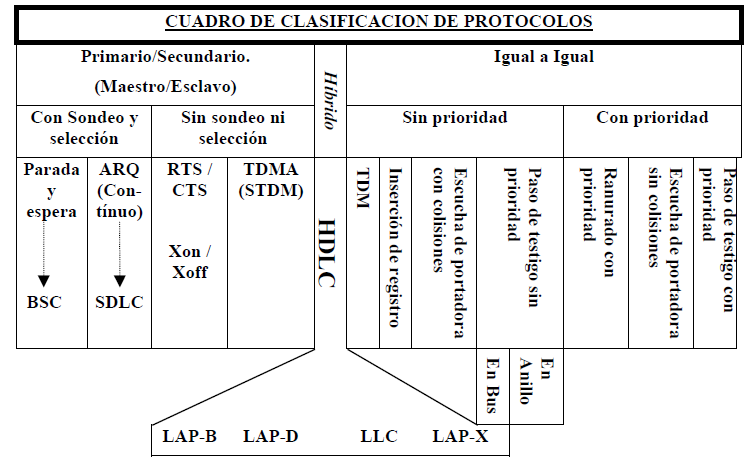 CUADRO DE CLASIFICACION DE PROTOCOLOS
Primario/Secundario.
(Maestro/Esclavo)
Híbrido
Igual a Igual
Con Sondeo y
selección
Sin sondeo ni
selección
Sin prioridad
Con prioridad
Parada
y
espera
BSC
ARQ
(Con-
tínuo)
SDLC
RTS /
CTS
Xon /
Xoff
TDMA
(STDM)
HDLC
TDM
Inserción de registro
Escucha de portadora
con colisiones
Paso de testigo sin
prioridad
Ranurado con
prioridad
Escucha de portadora
sin colisiones
Paso de testigo con
prioridad
En Bus
En
Anillo
LAP-B LAP-D LLC LAP-X